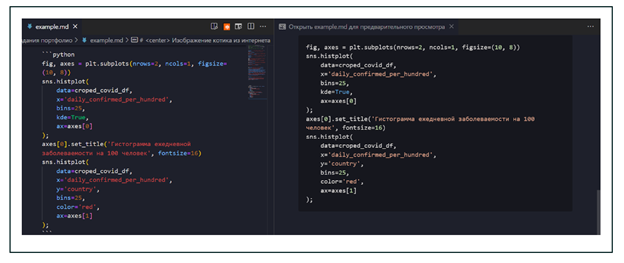 example.md
Открыть example.md для предварительного просмотра
дания портфолио > example.md > # <center> Изображение котика из интернета
```python
fig, axes = plt.subplots(nrows=2, ncols=1, figsize=
(10, 8))
sns.histplot(
data=croped_covid_df,
x='daily_confirmed_per_hundred',
bins=25,
kde=True,
ax=axes[0]
);
axes[0].set_title('Гистограмма ежедневной
заболеваемости на 100 человек', fontsize=16)
sns.histplot(
data=croped_covid_df,
x='daily_confirmed_per_hundred',
y='country',
bins=25,
color='red',
ax=axes[1]
);
```
fig, axes = plt.subplots(nrows=2, ncols=1, figsize=(10, 8))
sns.histplot(
data=croped_covid_df,
x='daily_confirmed_per_hundred',
bins=25,
kde=True,
ax=axes[0]
);
axes[0].set_title('Гистограмма ежедневной заболеваемости на 100
человек', fontsize=16)
sns.histplot(
data=croped_covid_df,
x='daily_confirmed_per_hundred',
y='country',
bins=25,
color='red',
ax=axes[1]
);